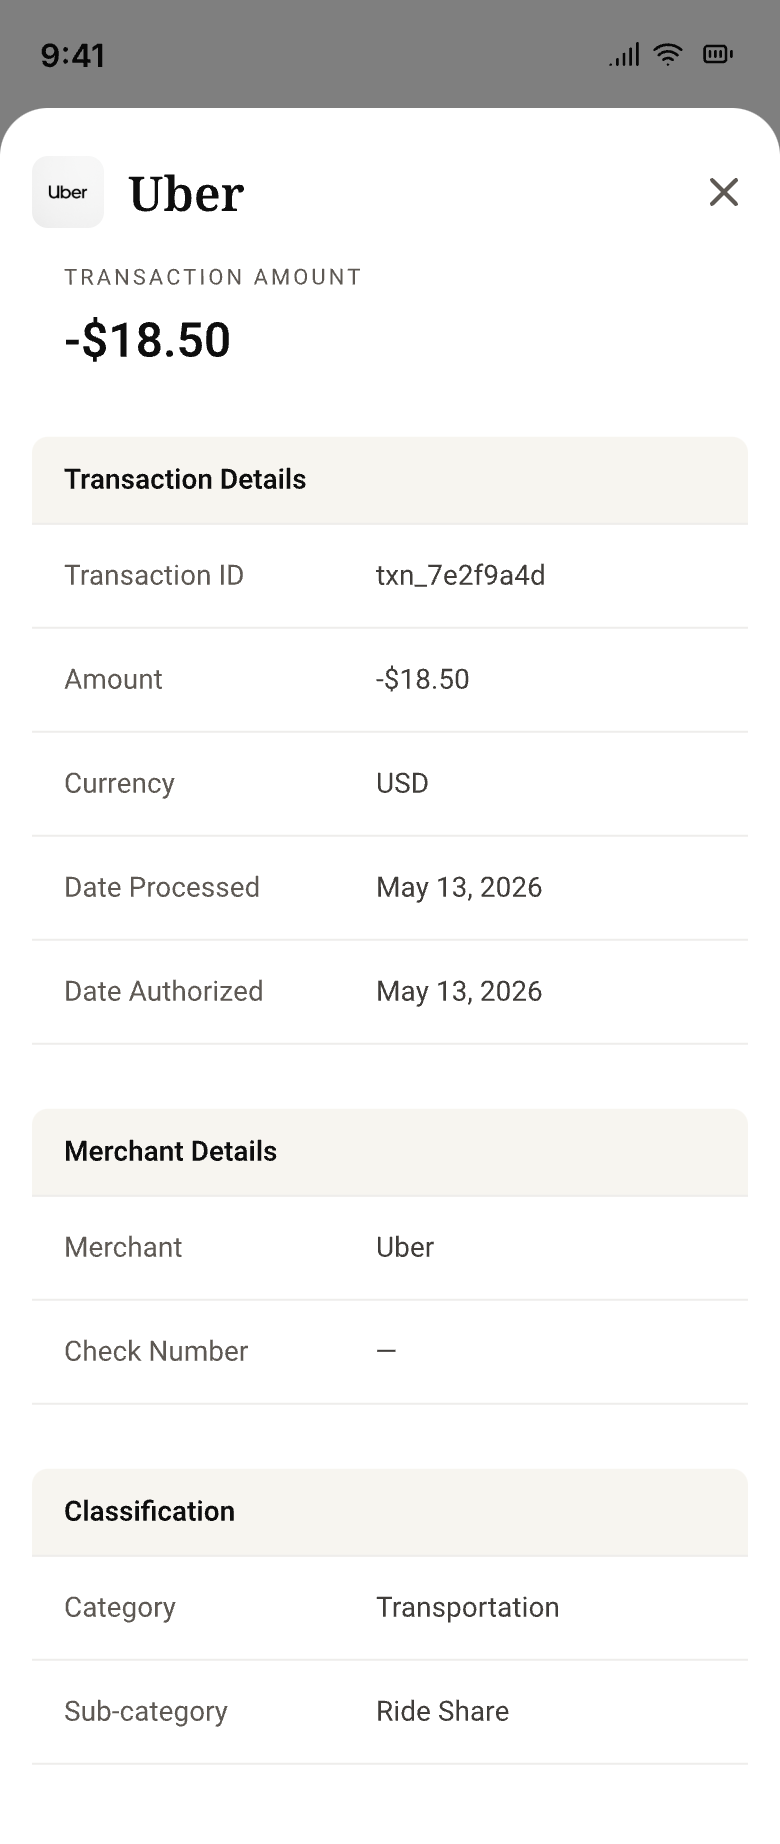 9:41
Uber Uber
TRANSACTION AMOUNT
-$18.50
Transaction Details
Transaction ID txn_7e2f9a4d
Amount -$18.50
Currency USD
Date Processed May 13, 2026
Date Authorized May 13, 2026
Merchant Details
Merchant Uber
Check Number —
Classification
Category Transportation
Sub-category Ride Share